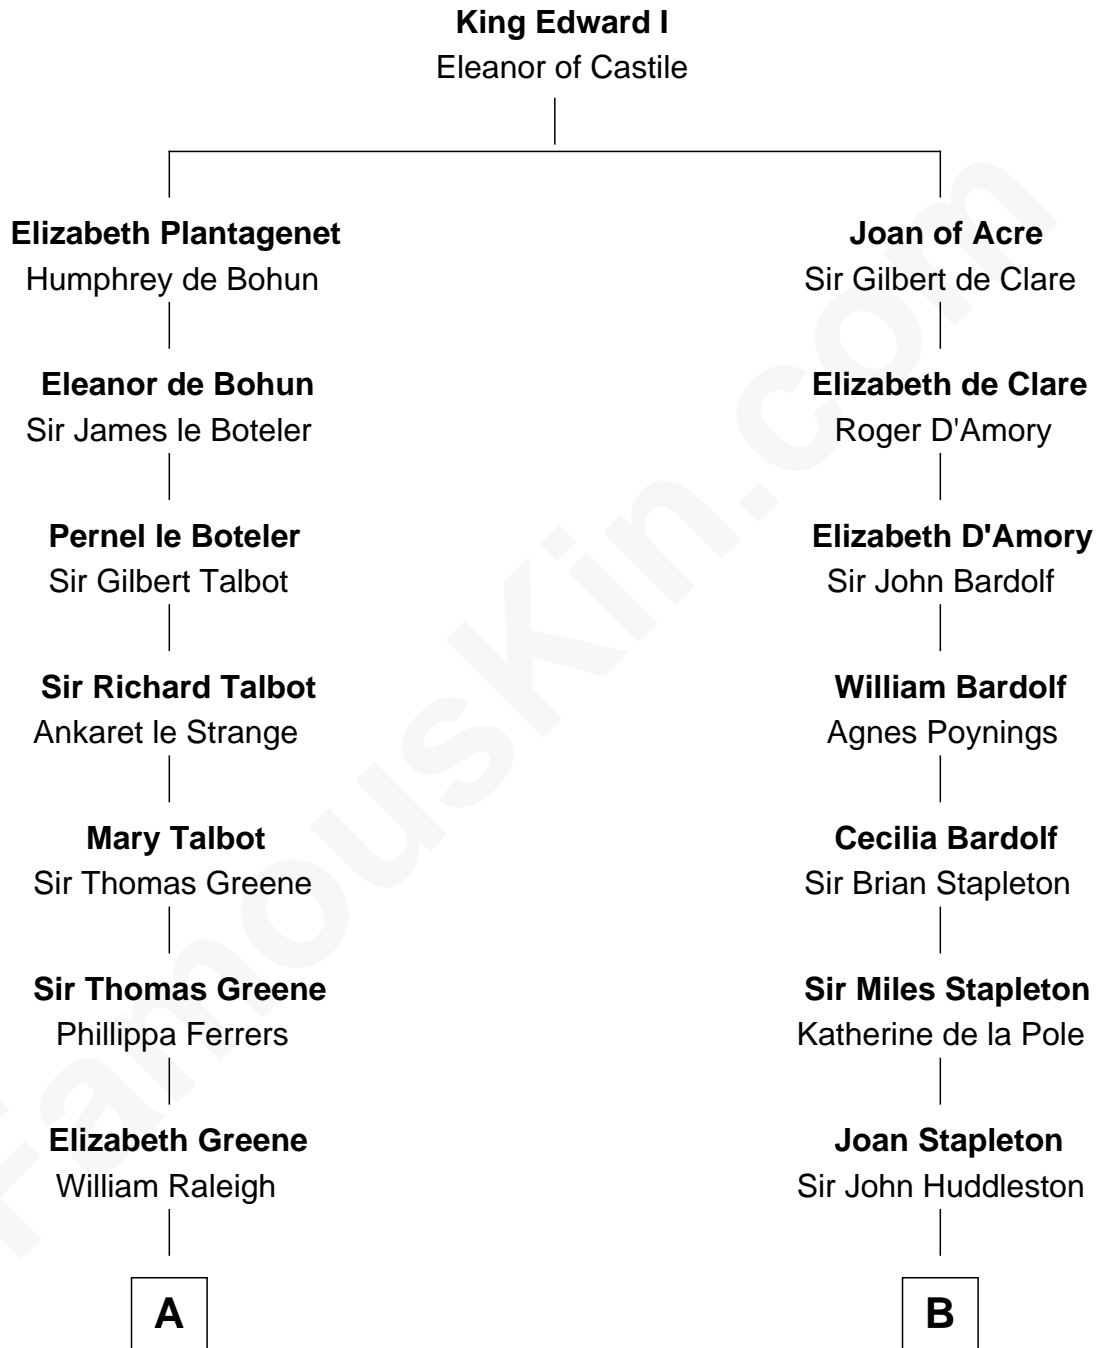 King Edward I
Eleanor of Castile
Elizabeth Plantagenet
Humphrey de Bohun
Eleanor de Bohun
Sir James le Boteler
Pernel le Boteler
Sir Gilbert Talbot
Sir Richard Talbot
Ankaret le Strange
Mary Talbot
Sir Thomas Greene
Sir Thomas Greene
Phillippa Ferrers
Elizabeth Greene
William Raleigh
A
Joan of Acre
Sir Gilbert de Clare
Elizabeth de Clare
Roger D'Amory
Elizabeth D'Amory
Sir John Bardolf
William Bardolf
Agnes Poynings
Cecilia Bardolf
Sir Brian Stapleton
Sir Miles Stapleton
Katherine de la Pole
Joan Stapleton
Sir John Huddleston
B
FamousKin.com